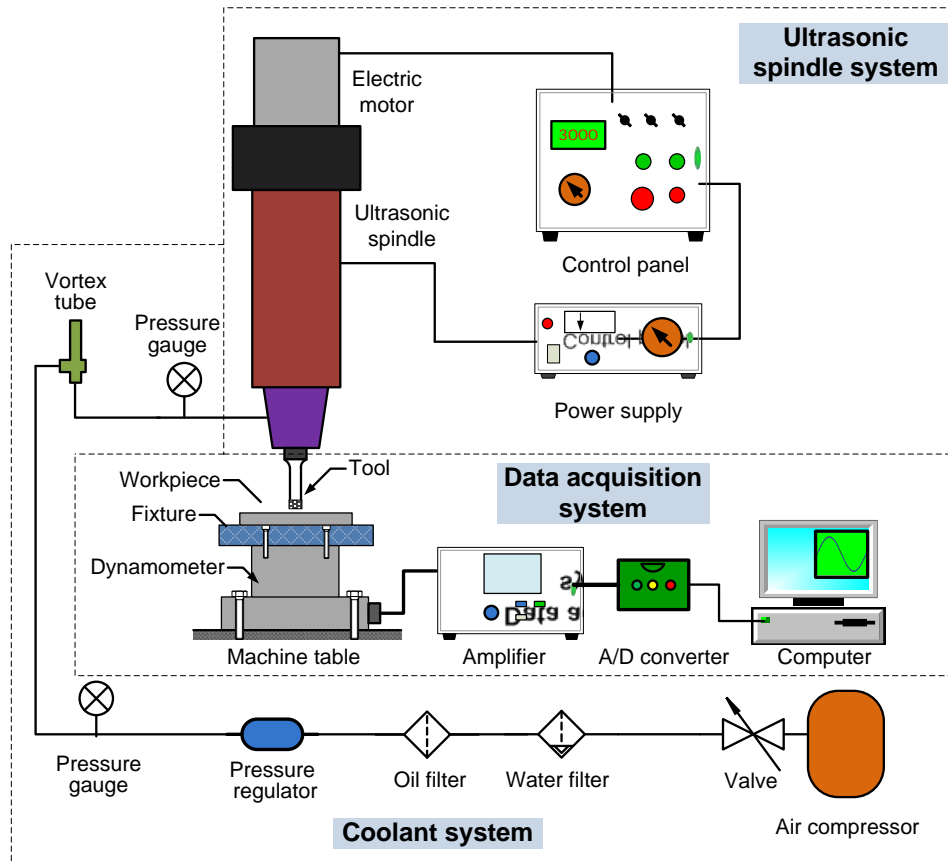 Ultrasonic
spindle system
Electric
motor
3000
Control panel
Ultrasonic
spindle
Vortex
tube
Pressure
gauge
Power supply
Tool
Workpiece
Fixture
Dynamometer
Data acquisition
system
Machine table
Amplifier
A/D converter
Computer
Pressure
gauge
Pressure
regulator
Oil filter
Water filter
Valve
Air compressor
Coolant system